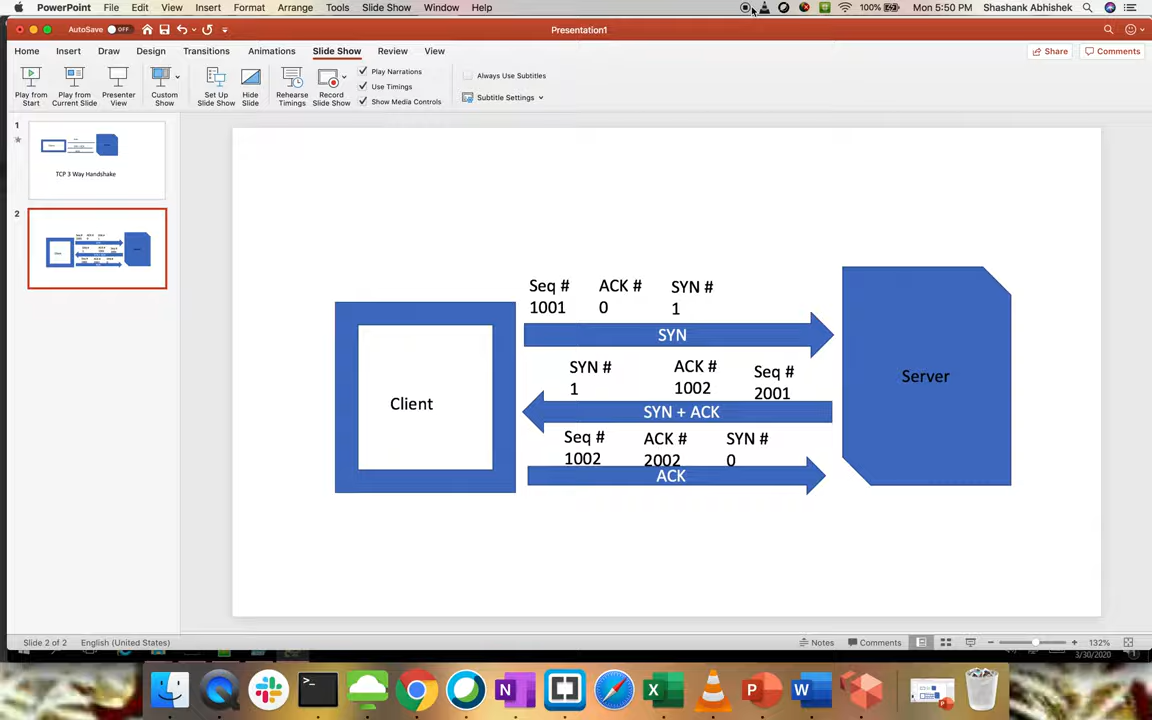 PowerPoint File Edit View Insert Format Arrange Tools Slide Show Window Help 100% Mon 5:50 PM Shashank Abhishek
AutoSave OFF Presentation1
Home Insert Draw Design Transitions Animations Slide Show Review View Share Comments
Play from Start
Play from Current Slide
Presenter View
Custom Show
Set Up Slide Show
Hide Slide
Rehearse Timings
Record Slide Show
Play Narrations
Use Timings
Show Media Controls
Always Use Subtitles
Subtitle Settings
1
TCP 3 Way Handshake
2
Seq # ACK # SYN #
1001 0 1
SYN
SYN # ACK # Seq #
1 1002 2001
SYN + ACK
Seq # ACK # SYN #
1002 2002 0
ACK
Client
Server
Slide 2 of 2 English (United States) Notes Comments 132%
3/30/2020